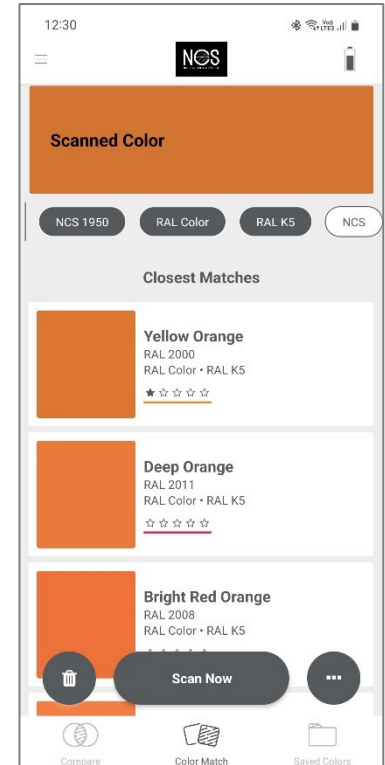 12:30
NCS
Scanned Color
NCS 1950
RAL Color
RAL K5
NCS
Closest Matches
Yellow Orange
RAL 2000
RAL Color • RAL K5
Deep Orange
RAL 2011
RAL Color • RAL K5
Bright Red Orange
RAL 2008
RAL Color • RAL K5
Scan Now
Compare
Color Match
Saved Colors